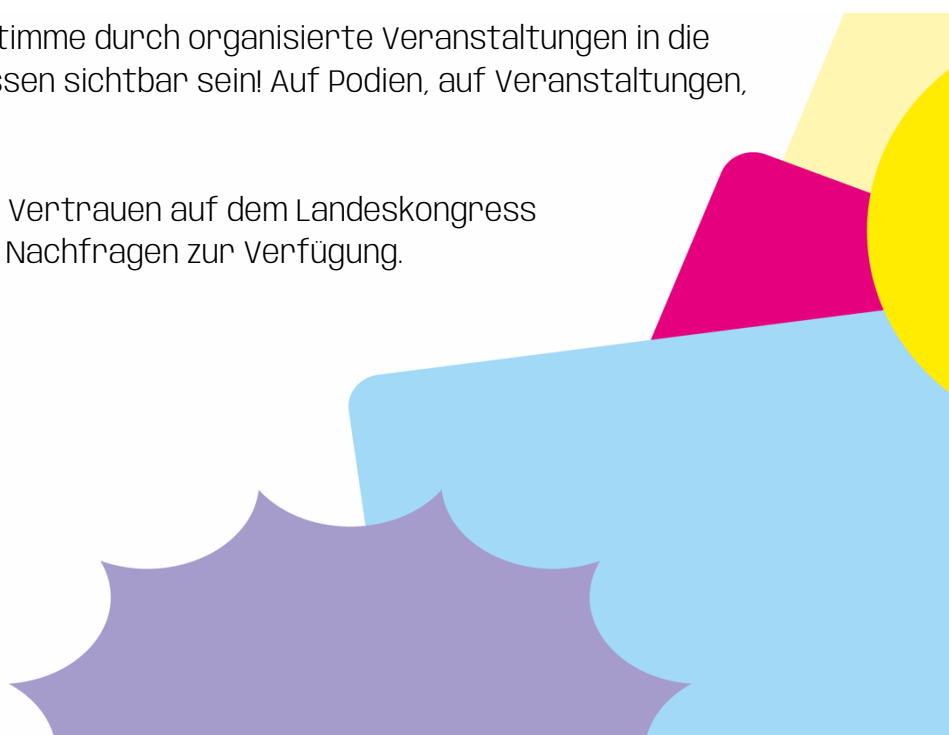 timme durch organisierte Veranstaltungen in die
ssen sichtbar sein! Auf Podien, auf Veranstaltungen,
Vertrauen auf dem Landeskongress
Nachfragen zur Verfügung.